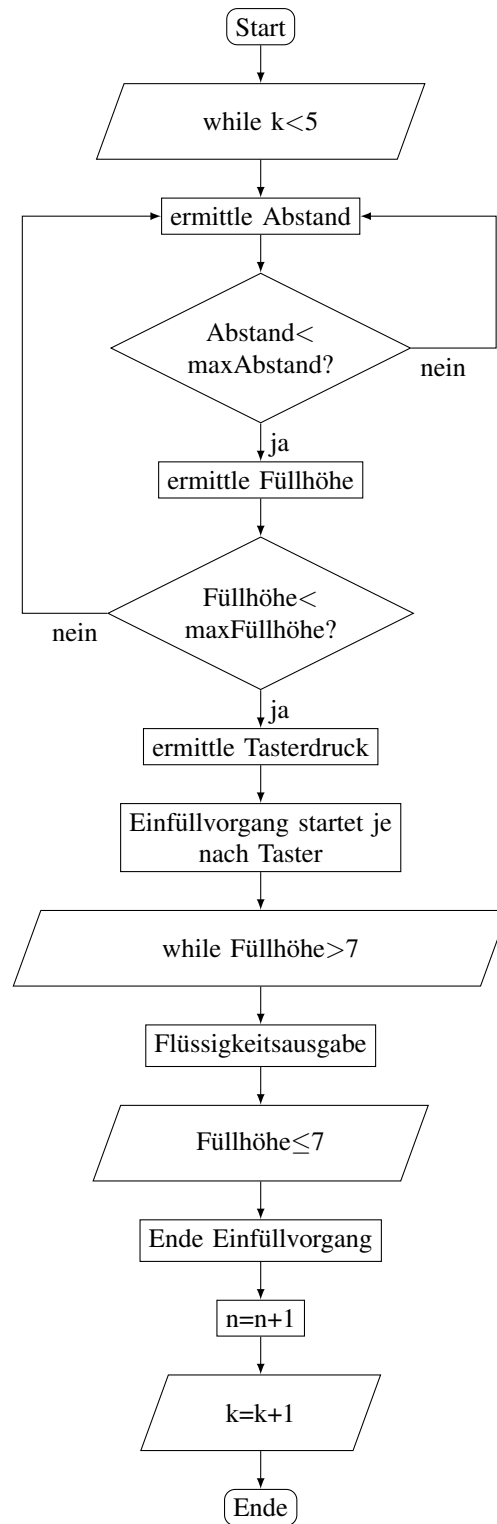 Start
while k<5
ermittle Abstand
Abstand<
maxAbstand?
nein
ja
ermittle Füllhöhe
Füllhöhe<
maxFüllhöhe?
nein
ja
ermittle Tasterdruck
Einfüllvorgang startet je
nach Taster
while Füllhöhe>7
Flüssigkeitsausgabe
Füllhöhe≤7
Ende Einfüllvorgang
n=n+1
k=k+1
Ende